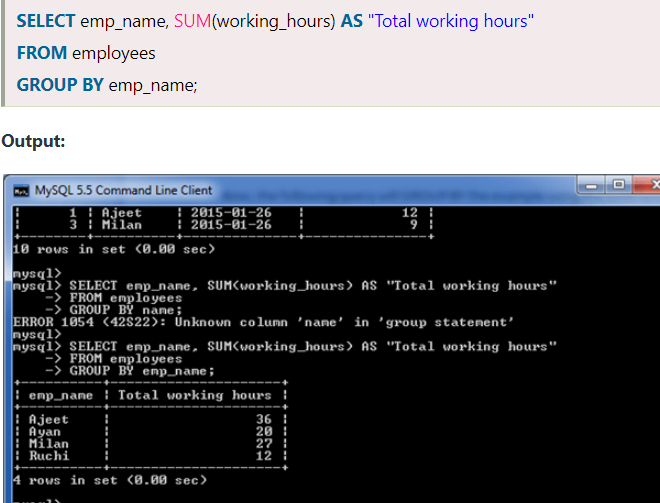 SELECT emp_name, SUM(working_hours) AS "Total working hours"
FROM employees
GROUP BY emp_name;
Output:
MySQL 5.5 Command Line Client
| 1 | Ajeet | 2015-01-26 | 12 |
| 3 | Milan | 2015-01-26 | 9 |
+----------+----------+------------+---------------+
10 rows in set (0.00 sec)
mysql>
mysql> SELECT emp_name, SUM(working_hours) AS "Total working hours"
-> FROM employees
-> GROUP BY name;
ERROR 1054 (42S22): Unknown column 'name' in 'group statement'
mysql>
mysql> SELECT emp_name, SUM(working_hours) AS "Total working hours"
-> FROM employees
-> GROUP BY emp_name;
+----------+---------------------+
| emp_name | Total working hours |
+----------+---------------------+
| Ajeet | 36 |
| Ayan | 20 |
| Milan | 27 |
| Ruchi | 12 |
+----------+---------------------+
4 rows in set (0.00 sec)
mysql>